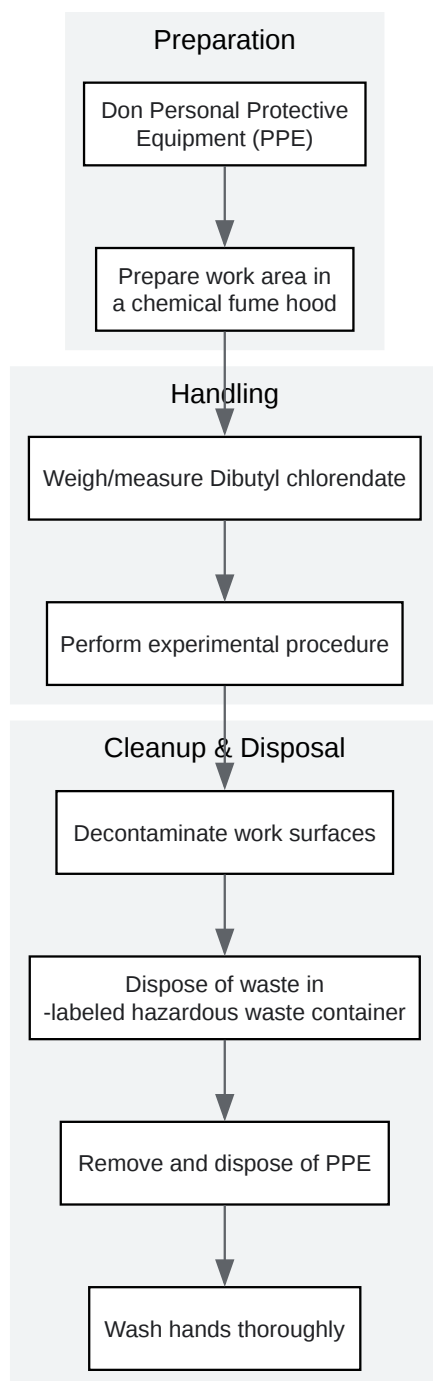 Preparation
Don Personal Protective
Equipment (PPE)
Prepare work area in
a chemical fume hood
Handling
Weigh/measure Dibutyl chlorendate
Perform experimental procedure
Cleanup & Disposal
Decontaminate work surfaces
Dispose of waste in
-labeled hazardous waste container
Remove and dispose of PPE
Wash hands thoroughly